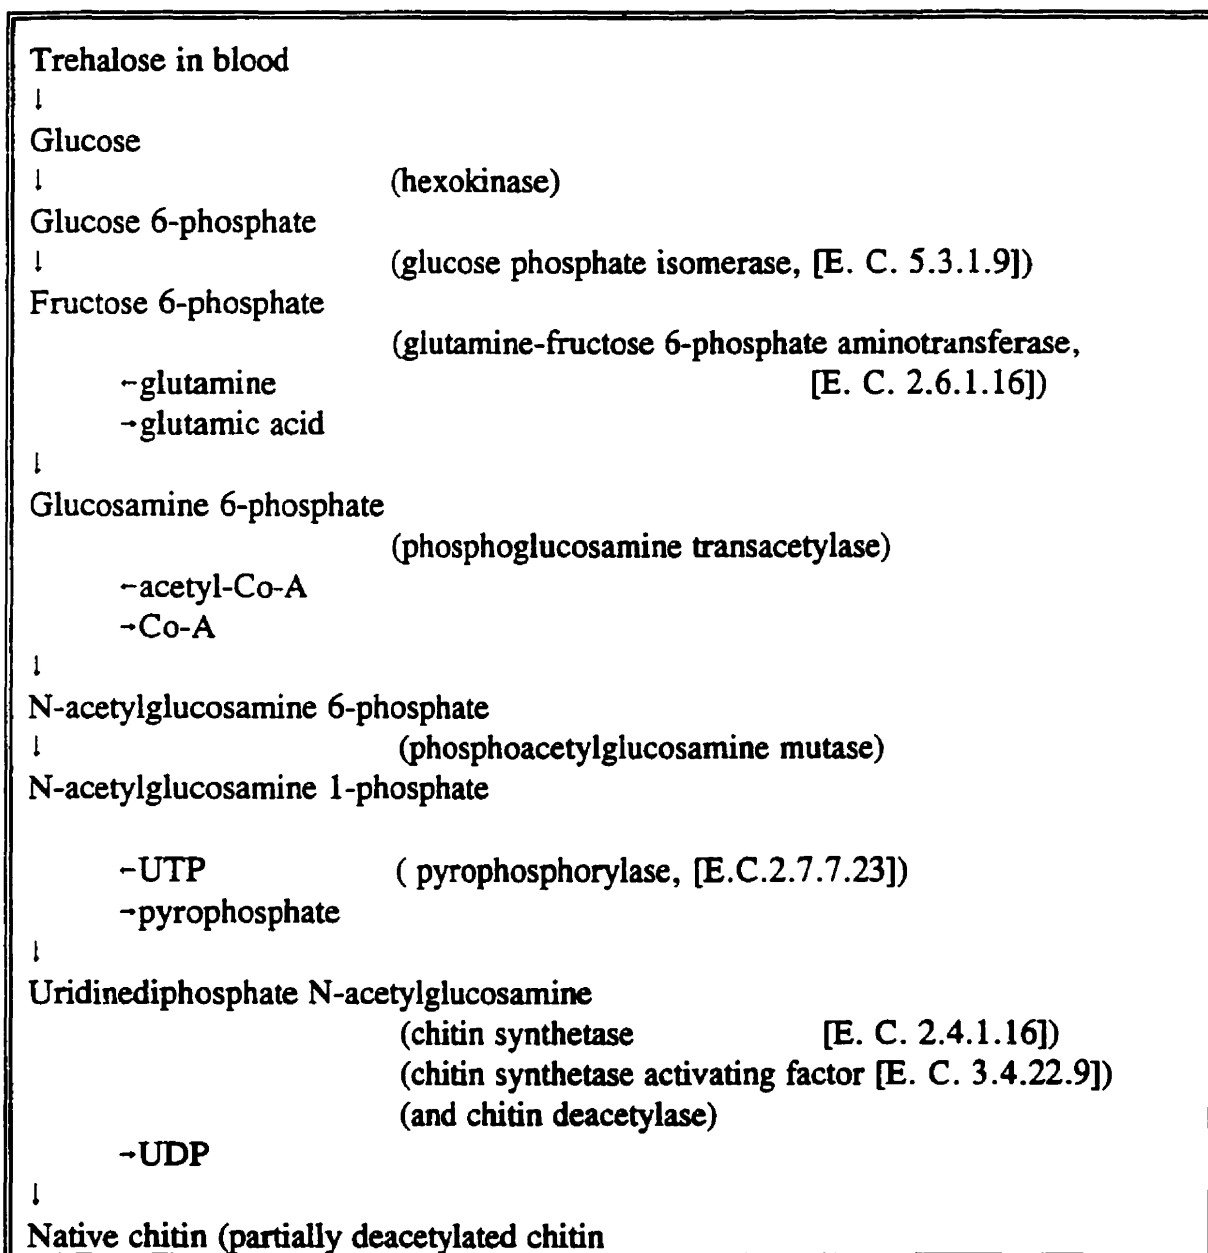 Trehalose in blood
↓
Glucose
↓ (hexokinase)
Glucose 6-phosphate
↓ (glucose phosphate isomerase, [E. C. 5.3.1.9])
Fructose 6-phosphate
(glutamine-fructose 6-phosphate aminotransferase,
←glutamine [E. C. 2.6.1.16])
→glutamic acid
↓
Glucosamine 6-phosphate
(phosphoglucosamine transacetylase)
←acetyl-Co-A
→Co-A
↓
N-acetylglucosamine 6-phosphate
↓ (phosphoacetylglucosamine mutase)
N-acetylglucosamine 1-phosphate
←UTP ( pyrophosphorylase, [E.C.2.7.7.23])
→pyrophosphate
↓
Uridinediphosphate N-acetylglucosamine
(chitin synthetase [E. C. 2.4.1.16])
(chitin synthetase activating factor [E. C. 3.4.22.9])
(and chitin deacetylase)
→UDP
↓
Native chitin (partially deacetylated chitin